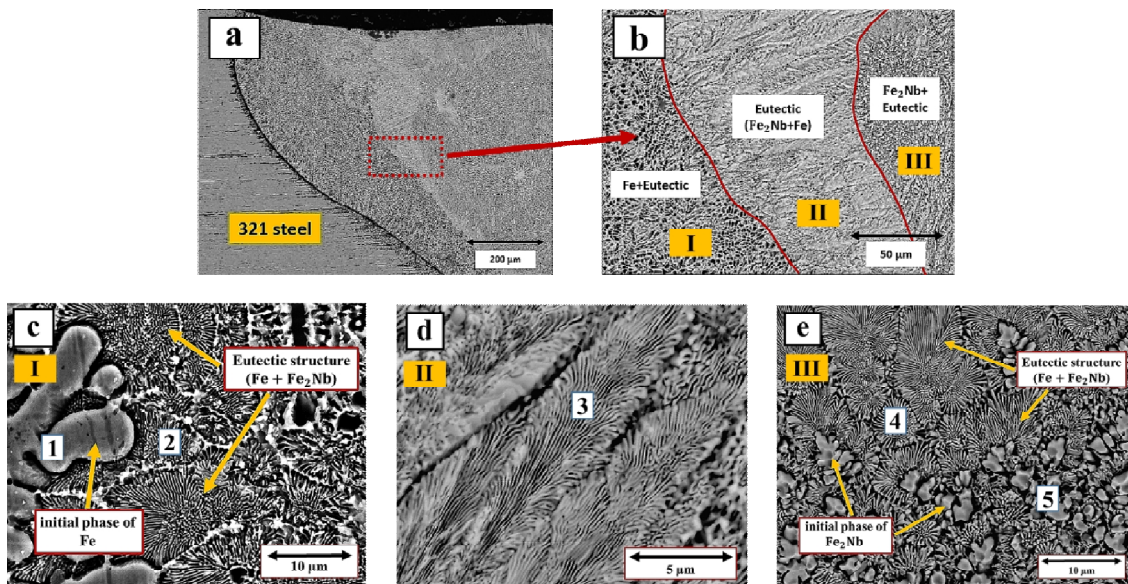 a
321 steel
200 µm
b
Fe₂Nb+
Eutectic
Eutectic
(Fe₂Nb+Fe)
III
Fe+Eutectic
II
I
50 µm
c
I
Eutectic structure
(Fe + Fe₂Nb)
1
2
initial phase of
Fe
10 µm
d
II
3
5 µm
e
III
Eutectic structure
(Fe + Fe₂Nb)
4
5
initial phase of
Fe₂Nb
10 µm